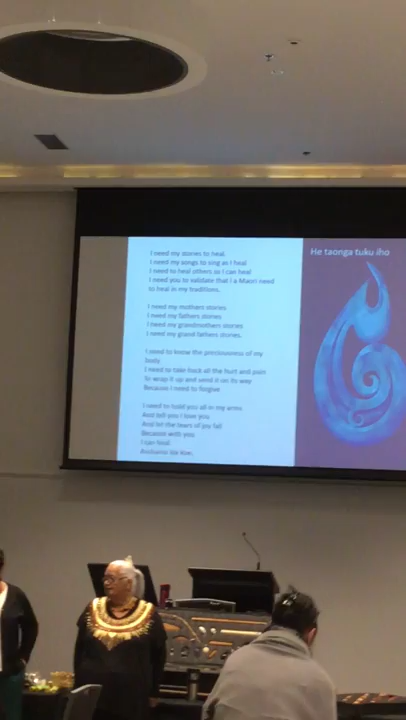 I need my stories to heal.
I need my songs to sing as I heal
I need to heal others so I can heal
I need you to validate that I a Maori need
to heal in my traditions.
I need my mothers stories
I need my fathers stories
I need my grandmothers stories
I need my grand fathers stories.
I need to know the preciousness of my
body.
I need to take back all the hurt and pain
To wrap it up and send it on its way
Because I need to forgive
I need to hold you all in my arms
And tell you I love you
And let the tears of joy fall
Because with you
I can heal.
He taonga tuku iho